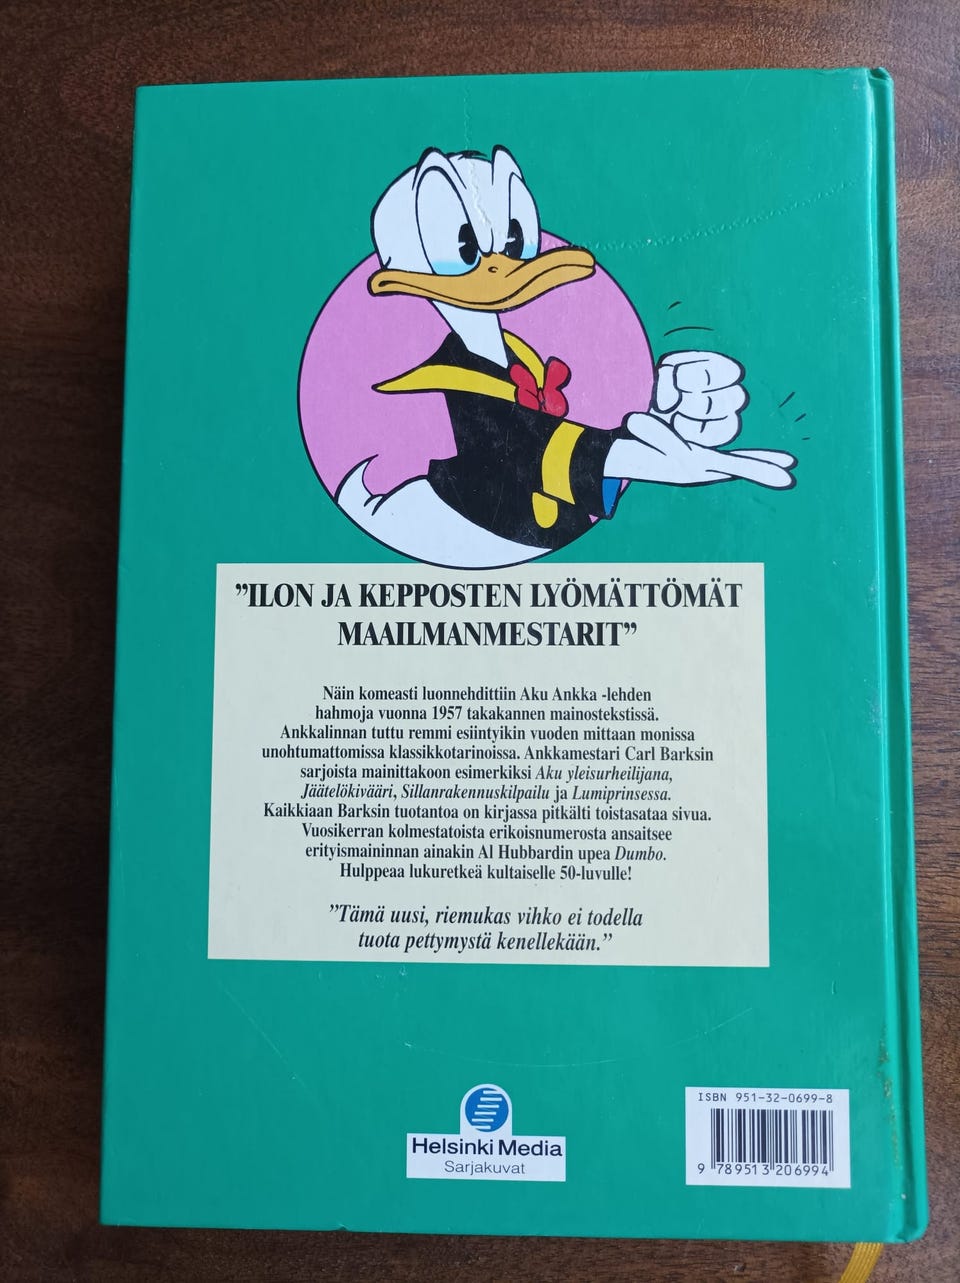 ”ILON JA KEPPOSTEN LYÖMÄTTÖMÄT
MAAILMANMESTARIT”
Näin komeasti luonnehdittiin Aku Ankka -lehden
hahmoja vuonna 1957 takakannen mainostekstissä.
Ankkalinnan tuttu remmi esiintyikin vuoden mittaan monissa
unohtumattomissa klassikkotarinoissa. Ankkamestari Carl Barksin
sarjoista mainittakoon esimerkiksi Aku yleisurheilijana,
Jäätelökivääri, Sillanrakennuskilpailu ja Lumiprinsessa.
Kaikkiaan Barksin tuotantoa on kirjassa pitkälti toistasataa sivua.
Vuosikerran kolmestatoista erikoisnumerosta ansaitsee
erityismaininnan ainakin Al Hubbardin upea Dumbo.
Hulppeaa lukuretkeä kultaiselle 50-luvulle!
”Tämä uusi, riemukas vihko ei todella
tuota pettymystä kenellekään.”
Helsinki Media
Sarjakuvat
ISBN 951-32-0699-8
9 789513 206994